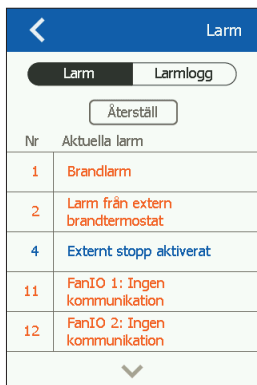 Larm
Larm Larmlogg
Återställ
Nr Aktuella larm
1 Brandlarm
2 Larm från extern
brandtermostat
4 Externt stopp aktiverat
11 FanIO 1: Ingen
kommunikation
12 FanIO 2: Ingen
kommunikation